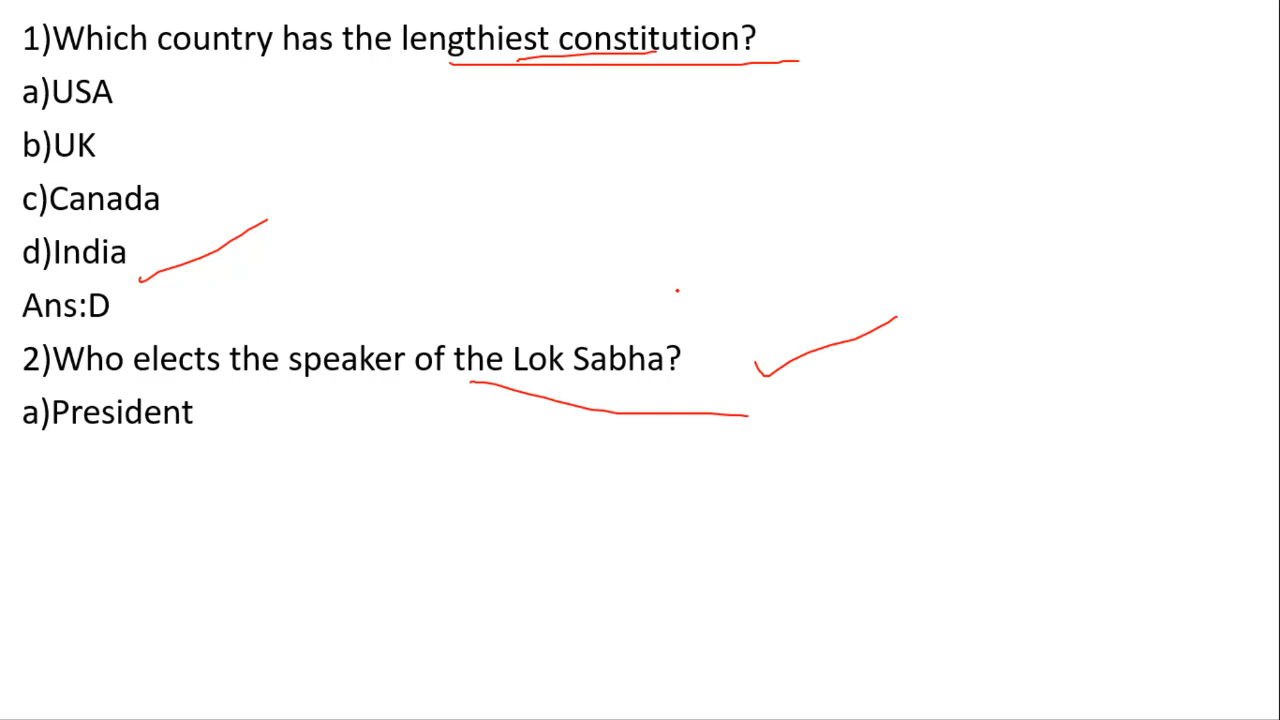 1)Which country has the lengthiest constitution?
a)USA
b)UK
c)Canada
d)India
Ans:D
2)Who elects the speaker of the Lok Sabha?
a)President